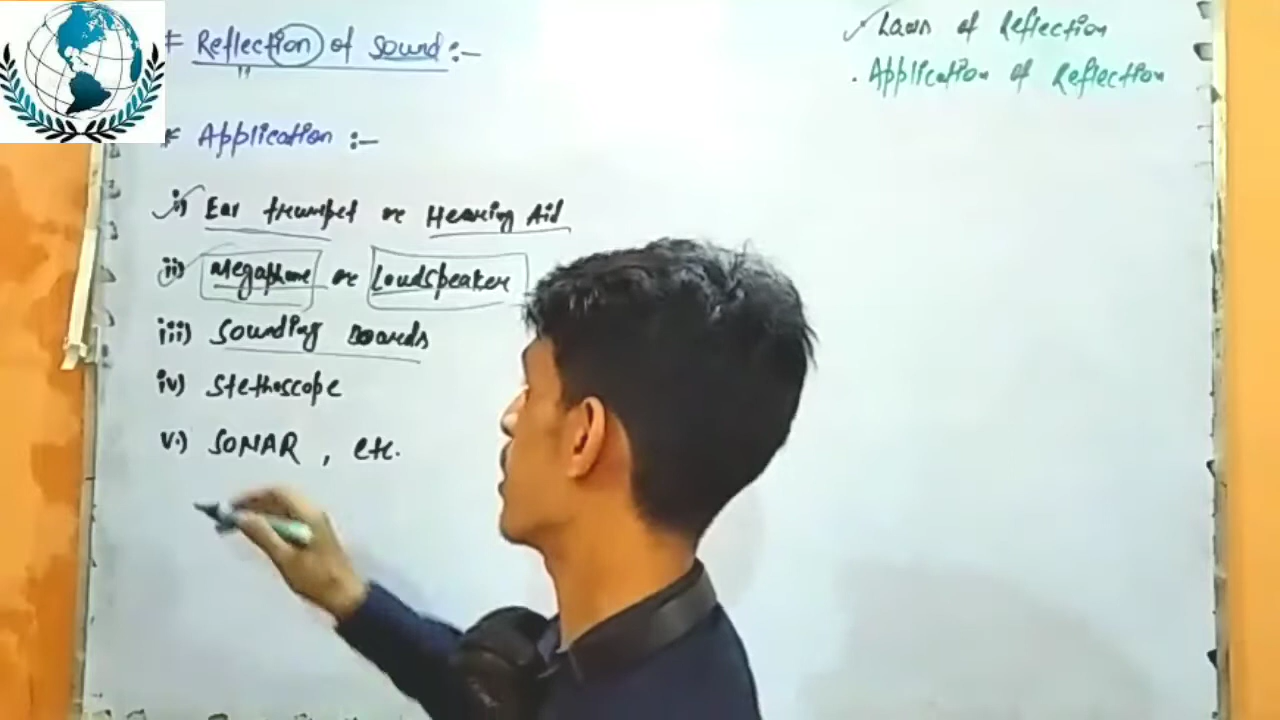 * Reflection of Sound :-
* Application :-
i) Ear trumpet or Hearing Aid
ii) Megaphone or Loudspeaker
iii) Sounding Boards
iv) Stethoscope
v.) SONAR , etc.
Laws of Reflection
. Application of Reflection